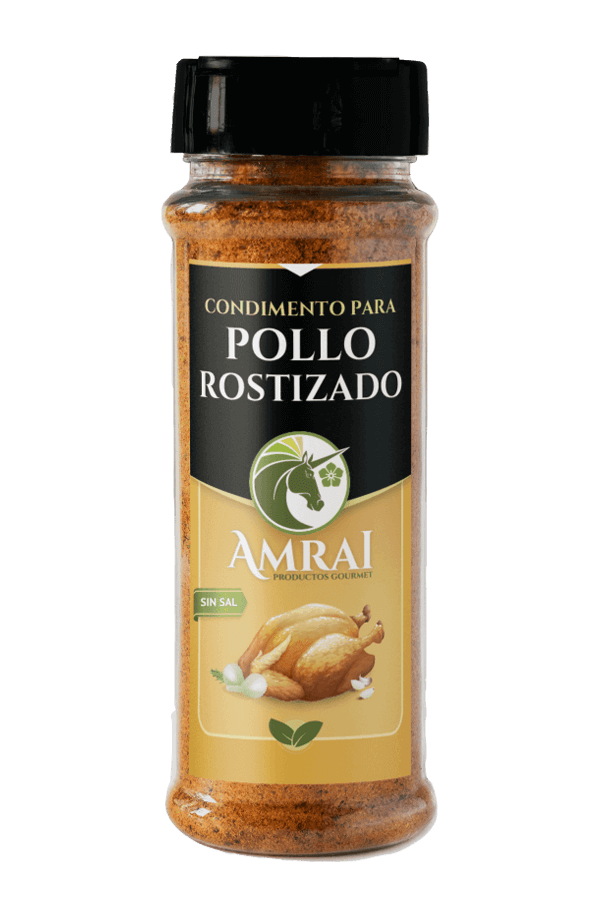 CONDIMENTO PARA
POLLO
ROSTIZADO
AMRAI
PRODUCTOS GOURMET
SIN SAL